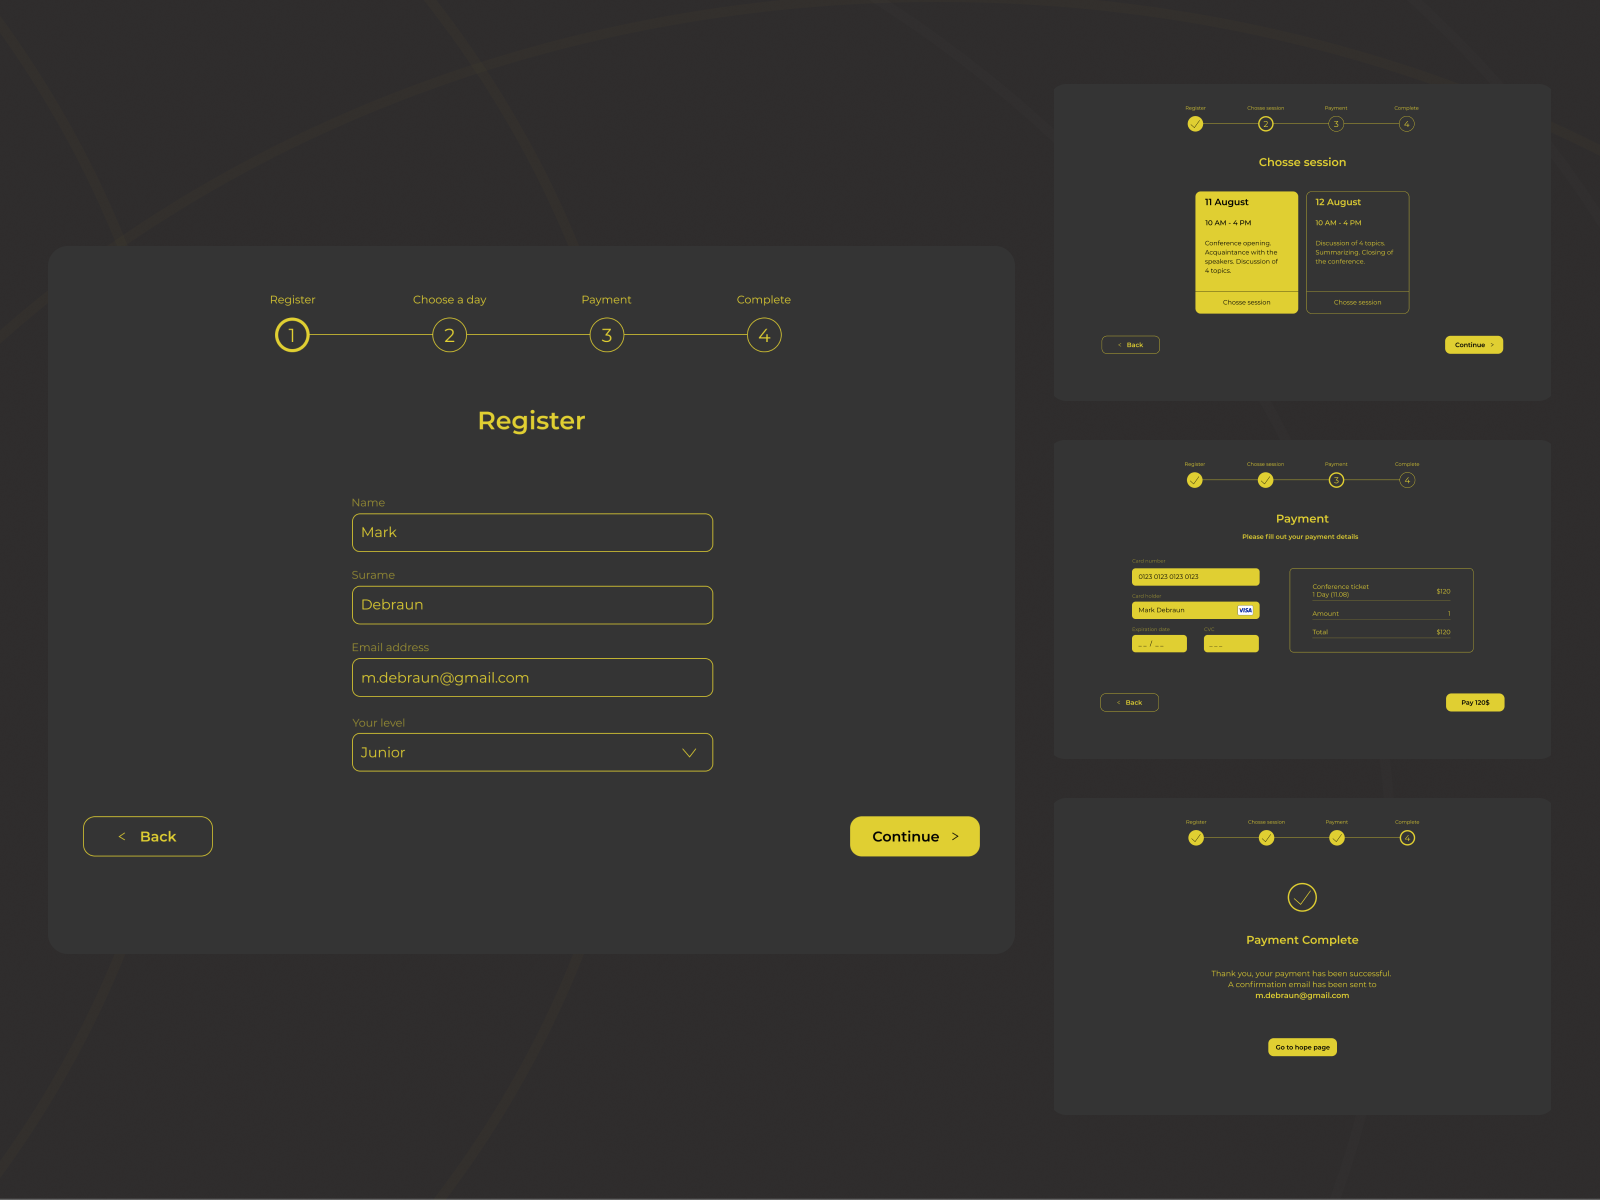 Register
Choose a day
Payment
Complete
1
2
3
4
Register
Name
Mark
Surame
Debraun
Email address
m.debraun@gmail.com
Your level
Junior
< Back
Continue >
Register
Chosse session
Payment
Complete
2
3
4
Chosse session
11 August
10 AM - 4 PM
Conference opening.
Acquaintance with the
speakers. Discussion of
4 topics.
Chosse session
12 August
10 AM - 4 PM
Discussion of 4 topics.
Summarizing. Closing of
the conference.
Chosse session
< Back
Continue >
Register
Chosse session
Payment
Complete
3
4
Payment
Please fill out your payment details
Card number
0123 0123 0123 0123
Card holder
Mark Debraun
VISA
Expiration date
_ _ / _ _
CVC
_ _ _
Conference ticket
1 Day (11.08)
$120
Amount
1
Total
$120
< Back
Pay 120$
Register
Chosse session
Payment
Complete
4
Payment Complete
Thank you, your payment has been successful.
A confirmation email has been sent to
m.debraun@gmail.com
Go to hope page